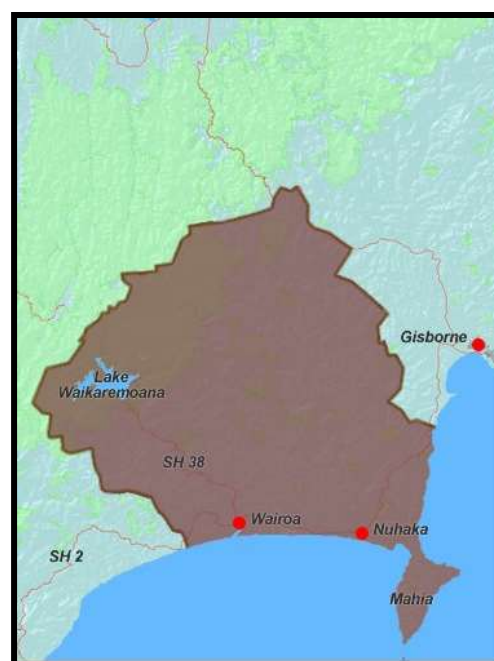 Gisborne
Lake
Waikaremoana
SH 38
Wairoa
Nuhaka
SH 2
Mahia